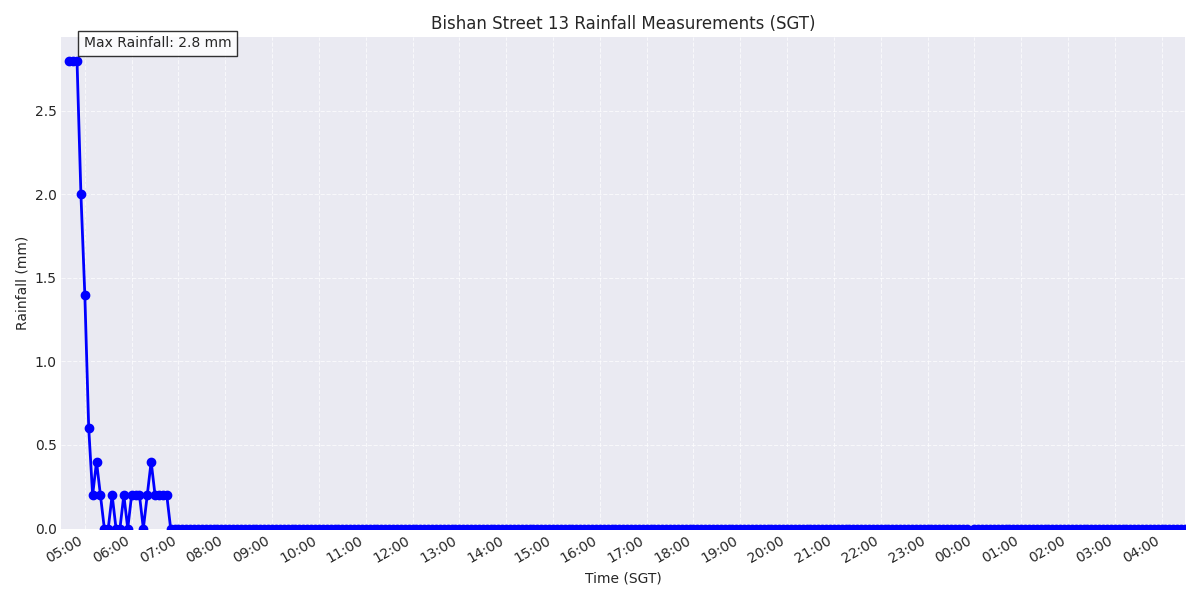 Bishan Street 13 Rainfall Measurements (SGT)
Max Rainfall: 2.8 mm
2.5
2.0
1.5
1.0
0.5
0.0
Rainfall (mm)
05:00 06:00 07:00 08:00 09:00 10:00 11:00 12:00 13:00 14:00 15:00 16:00 17:00 18:00 19:00 20:00 21:00 22:00 23:00 00:00 01:00 02:00 03:00 04:00
Time (SGT)